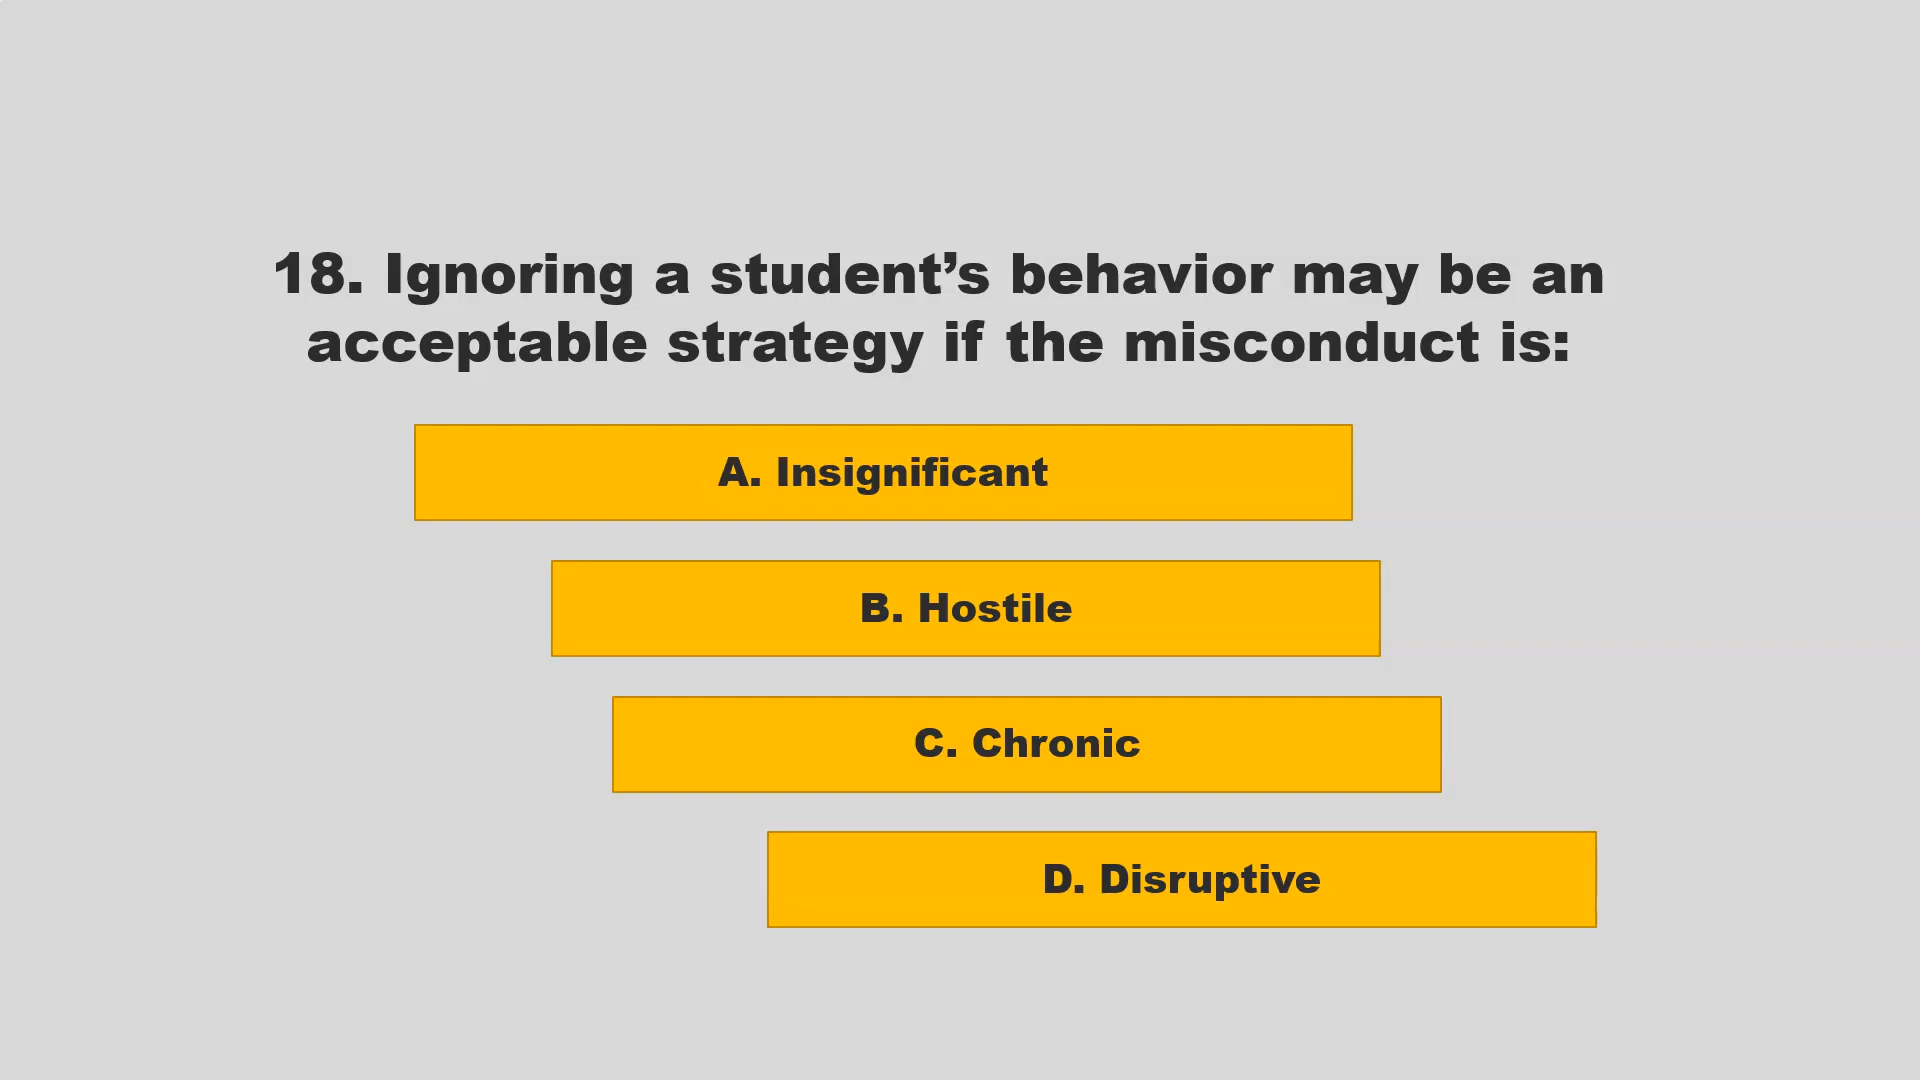 18. Ignoring a student’s behavior may be an
acceptable strategy if the misconduct is:
A. Insignificant
B. Hostile
C. Chronic
D. Disruptive